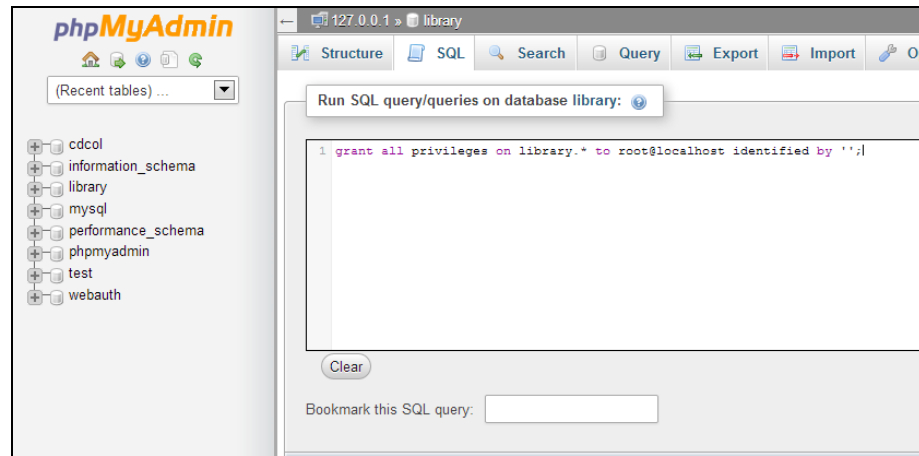 phpMyAdmin
(Recent tables) ...
cdcol
information_schema
library
mysql
performance_schema
phpmyadmin
test
webauth
127.0.0.1 » library
Structure SQL Search Query Export Import O
Run SQL query/queries on database library:
1 grant all privileges on library.* to root@localhost identified by '';
Clear
Bookmark this SQL query: